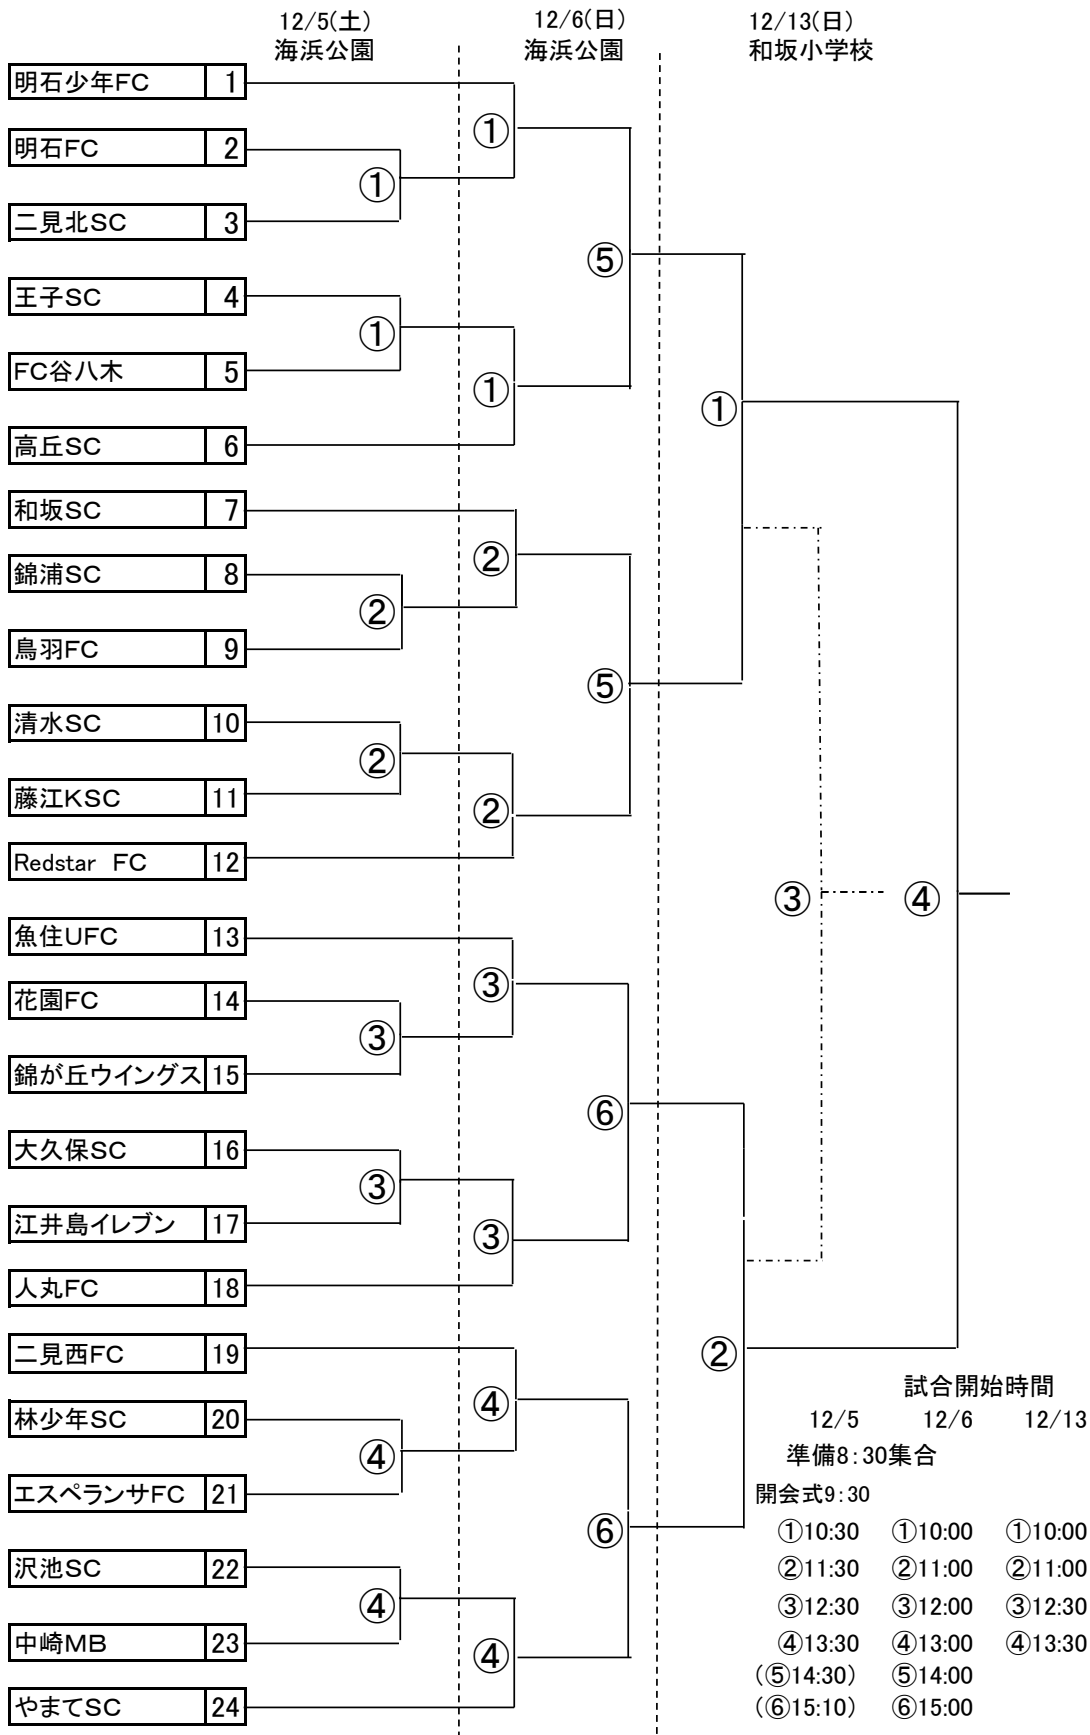 12/5(土) 12/6(日) 12/13(日)
海浜公園 海浜公園 和坂小学校
明石少年FC 1
①
明石FC 2
①
二見北SC 3
⑤
王子SC 4
①
FC谷八木 5
①
①
高丘SC 6
和坂SC 7
②
錦浦SC 8
②
鳥羽FC 9
⑤
清水SC 10
②
藤江KSC 11
②
Redstar FC 12
③ ④
魚住UFC 13
③
花園FC 14
③
錦が丘ウイングス 15
⑥
大久保SC 16
③
江井島イレブン 17
③
人丸FC 18
二見西FC 19
②
④
林少年SC 20
④
エスペランサFC 21
⑥
沢池SC 22
④
中崎MB 23
④
やまてSC 24
試合開始時間
12/5 12/6 12/13
準備8:30集合
開会式9:30
①10:30 ①10:00 ①10:00
②11:30 ②11:00 ②11:00
③12:30 ③12:00 ③12:30
④13:30 ④13:00 ④13:30
(⑤14:30) ⑤14:00
(⑥15:10) ⑥15:00